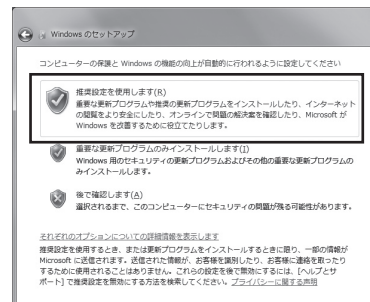 Windows のセットアップ
コンピューターの保護と Windows の機能の向上が自動的に行われるように設定してください
推奨設定を使用します(R)
重要な更新プログラムや推奨の更新プログラムをインストールしたり、インターネット
の閲覧をより安全にしたり、オンラインで問題の解決策を確認したり、Microsoft が
Windows を改善するために役立てたりします。
重要な更新プログラムのみインストールします(I)
Windows 用のセキュリティの更新プログラムおよびその他の重要な更新プログラムの
みインストールします。
後で確認します(A)
選択されるまで、このコンピューターにセキュリティの問題が残る可能性があります。
それぞれのオプションについての詳細情報を表示します
推奨設定を使用するとき、または更新プログラムをインストールするときに限り、一部の情報が
Microsoft に送信されます。送信された情報が、お客様を識別したり、お客様に連絡を取ったり
するために使用されることはありません。これらの設定を後で無効にするには、[ヘルプとサ
ポート] で推奨設定を無効にする方法を検索してください。プライバシーに関する声明